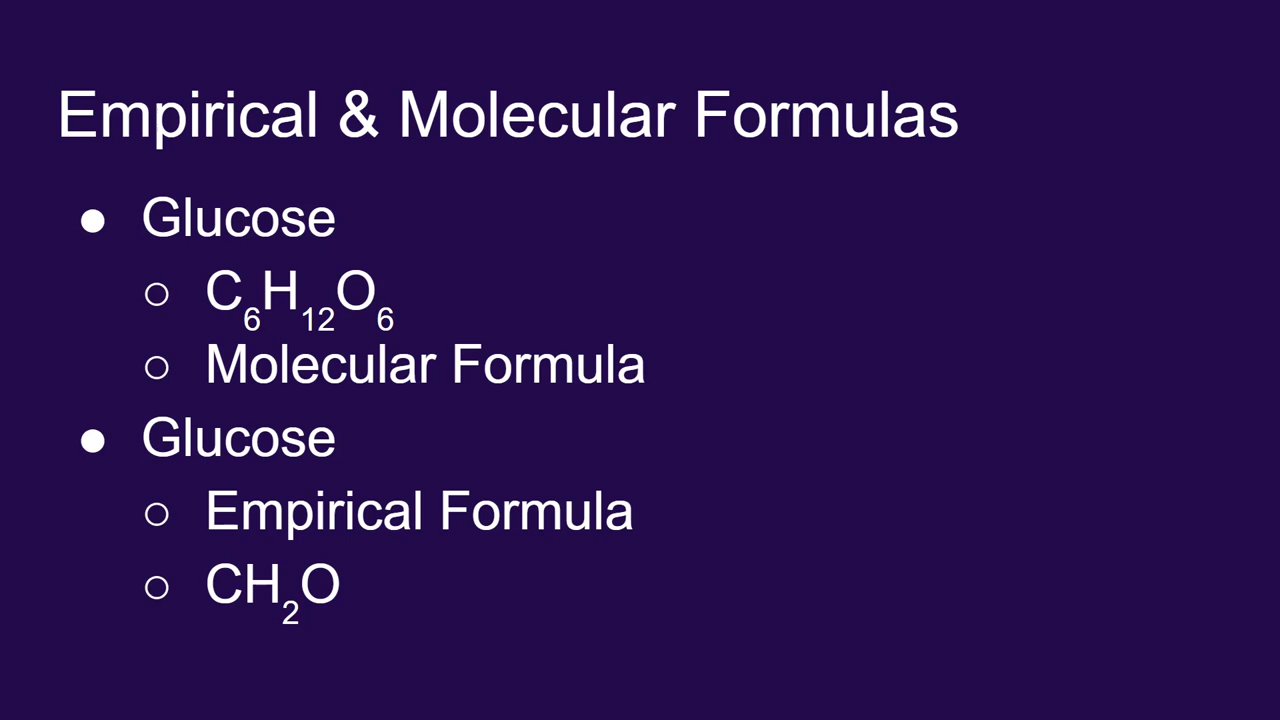 Empirical & Molecular Formulas
● Glucose
○ C₆H₁₂O₆
○ Molecular Formula
● Glucose
○ Empirical Formula
○ CH₂O